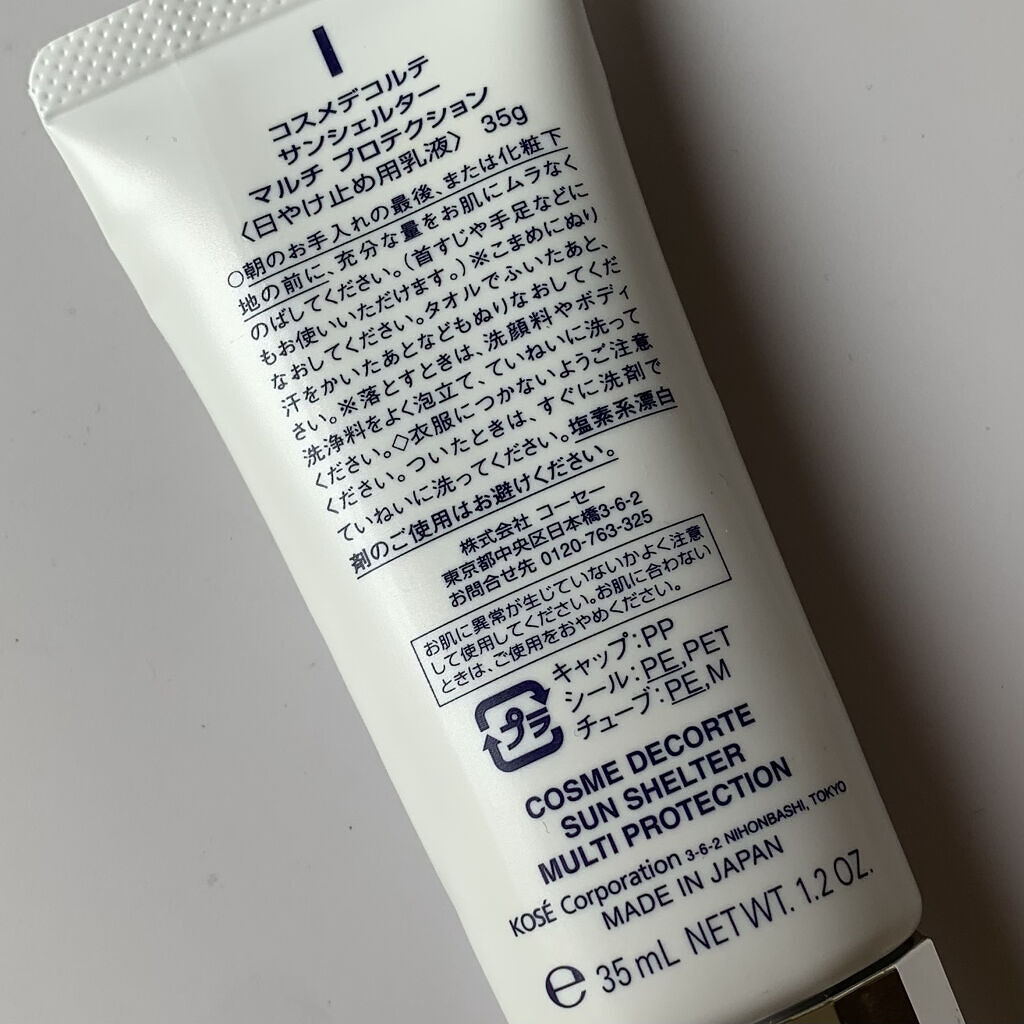 コスメデコルテ
サンシェルター
マルチ プロテクション
〈日やけ止め用乳液〉 35g
○朝のお手入れの最後、または化粧下
地の前に、充分な量をお肌にムラなく
のばしてください。(首すじや手足などに
もお使いいただけます。)※こまめにぬり
なおしてください。タオルでふいたあと、
汗をかいたあとなどもぬりなおしてくだ
さい。※落とすときは、洗顔料やボディ
洗浄料をよく泡立て、ていねいに洗って
ください。◇衣服につかないようご注意
ください。ついたときは、すぐに洗剤で
ていねいに洗ってください。塩素系漂白
剤のご使用はお避けください。
株式会社 コーセー
東京都中央区日本橋3-6-2
お問合せ先 0120-763-325
お肌に異常が生じていないかよく注意
して使用してください。お肌に合わない
ときは、ご使用をおやめください。
プラ
キャップ:PP
シール:PE,PET
チューブ:PE,M
COSME DECORTE
SUN SHELTER
MULTI PROTECTION
KOSÉ Corporation 3-6-2 NIHONBASHI, TOKYO
MADE IN JAPAN
℮ 35 mL NET WT. 1.2 OZ.